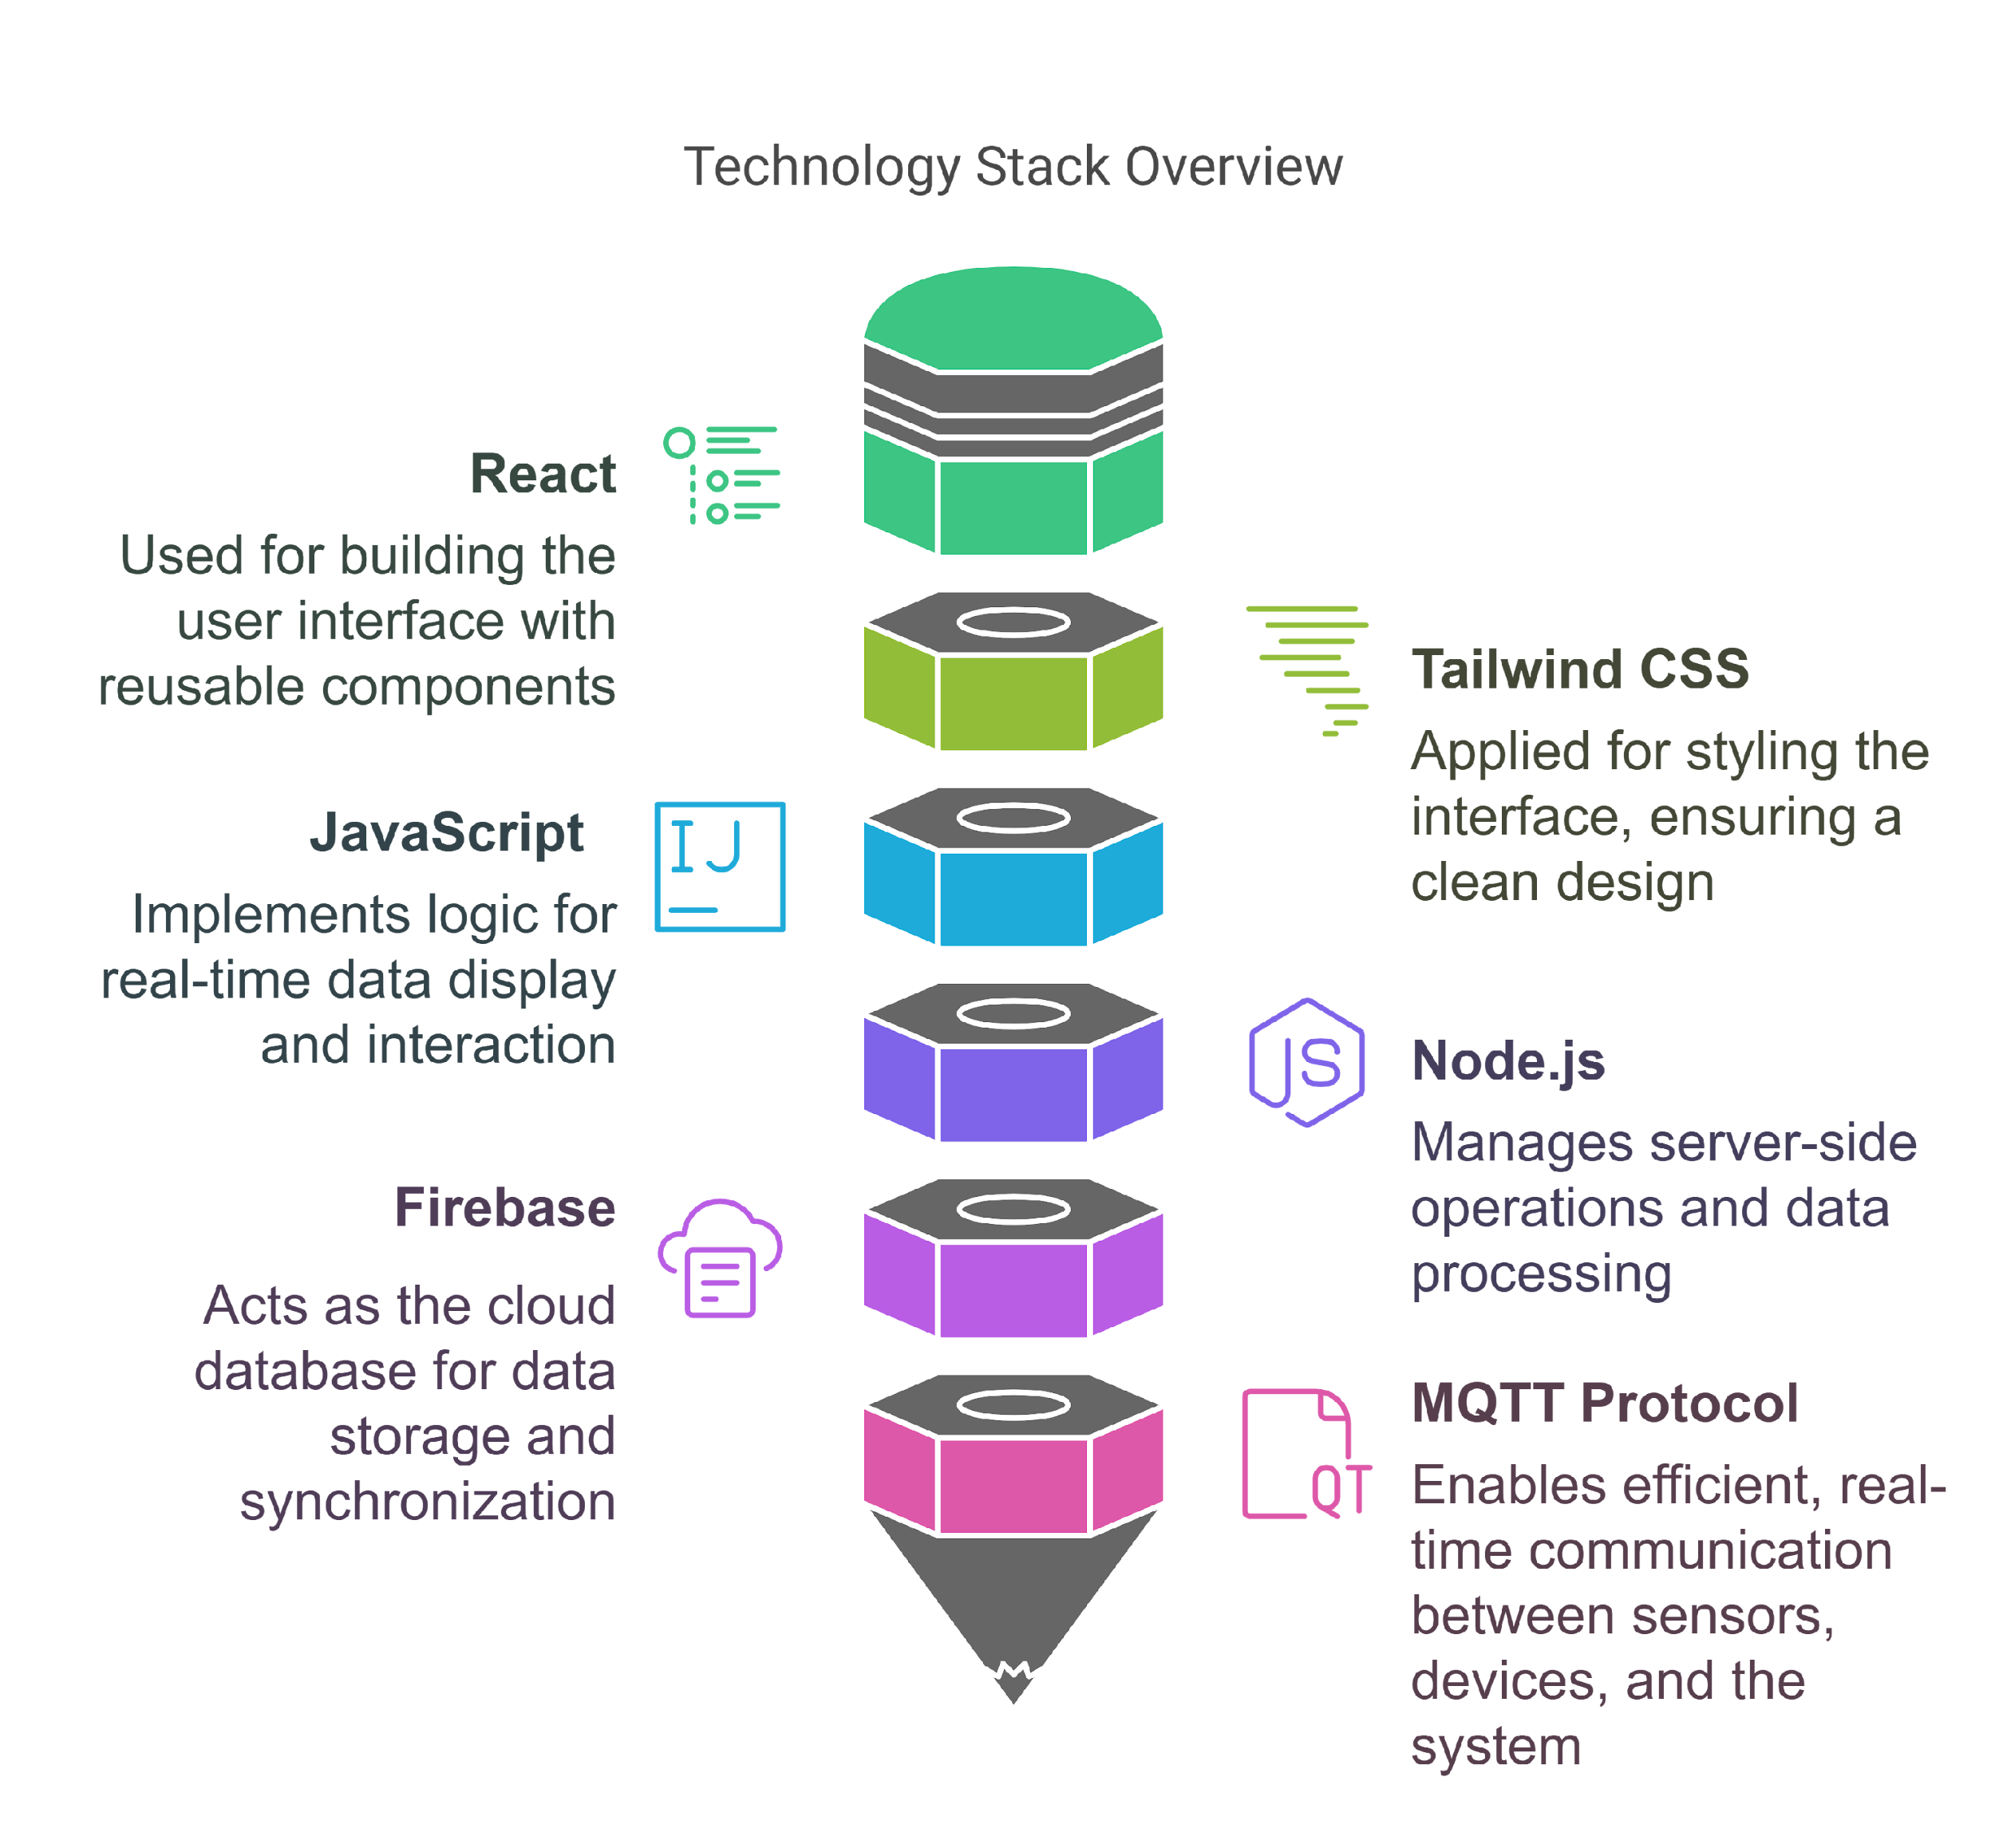 Technology Stack Overview
React
Used for building the
user interface with
reusable components
Tailwind CSS
Applied for styling the
interface, ensuring a
clean design
JavaScript
Implements logic for
real-time data display
and interaction
IJ
Node.js
Manages server-side
operations and data
processing
JS
Firebase
Acts as the cloud
database for data
storage and
synchronization
MQTT Protocol
Enables efficient, real-
time communication
between sensors,
devices, and the
system
QT